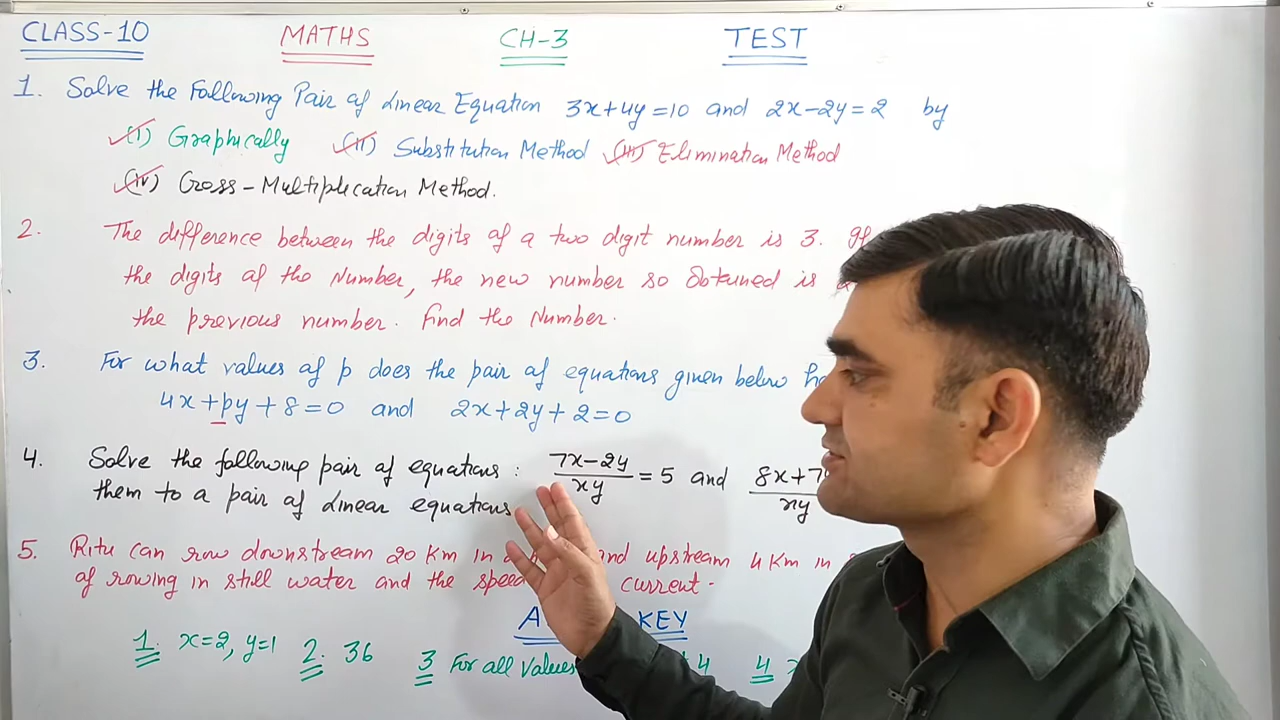 CLASS-10 MATHS CH-3 TEST
1. Solve the Following Pair of Linear Equation 3x+4y=10 and 2x-2y=2 by
(i) Graphically (ii) Substitution Method (iii) Elimination Method
(iv) Cross-Multiplication Method.
2. The difference between the digits of a two digit number is 3. If
the digits of the Number, the new number so obtained is
the previous number. Find the Number.
3. For what values of p does the pair of equations given below
4x+py+8=0 and 2x+2y+2=0
4. Solve the following pair of equations: 7x-2y/xy = 5 and 8x+7/xy
them to a pair of Linear equations
5. Ritu can row downstream 20 Km in and upstream 4 Km in
of rowing in still water and the current.
KEY
1. x=2, y=1 2. 36 3 For all Values 4 4